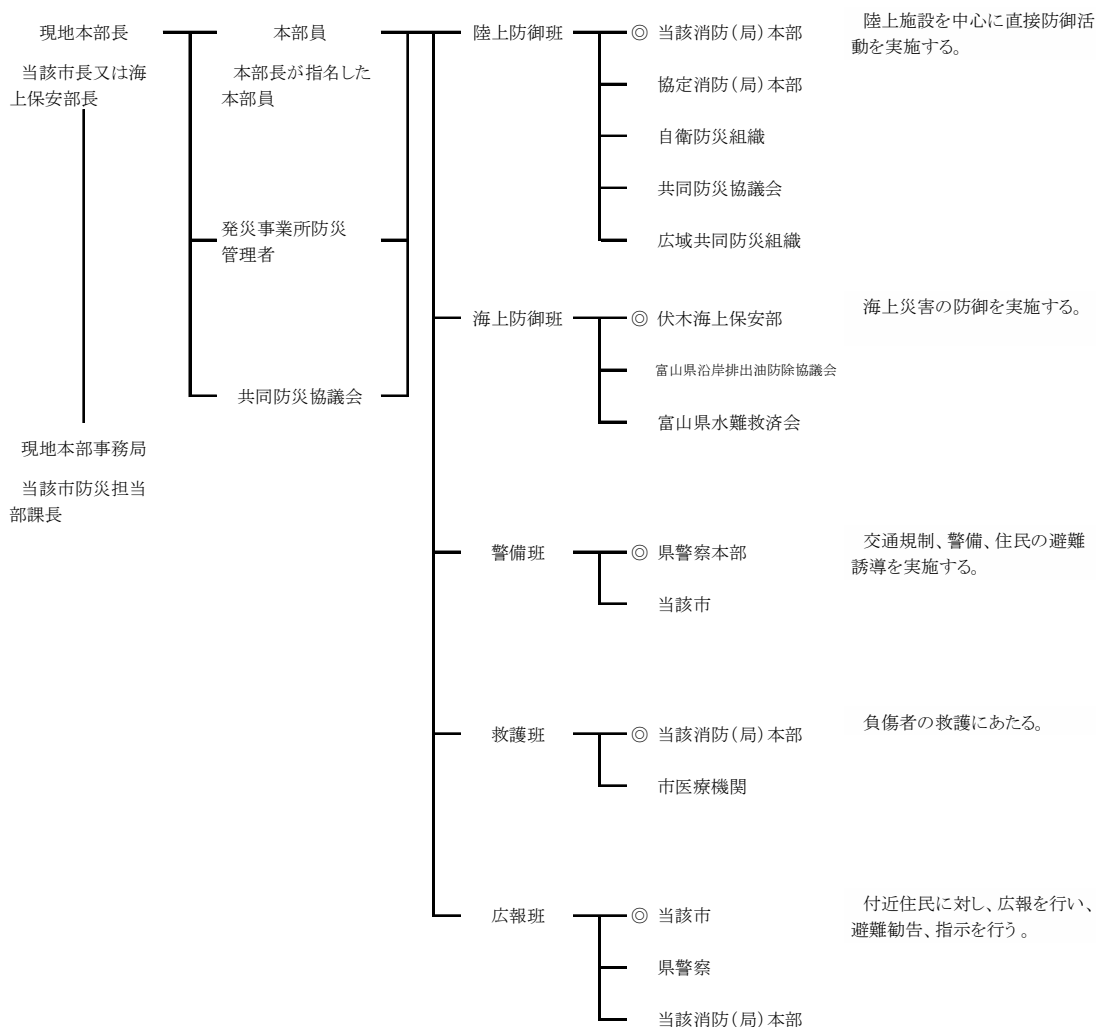 現地本部長
当該市長又は海
上保安部長
現地本部事務局
当該市防災担当
部課長
本部員
本部長が指名した
本部員
発災事業所防災
管理者
共同防災協議会
陸上防御班
◎ 当該消防(局)本部
協定消防(局)本部
自衛防災組織
共同防災協議会
広域共同防災組織
陸上施設を中心に直接防御活
動を実施する。
海上防御班
◎ 伏木海上保安部
富山県沿岸排出油防除協議会
富山県水難救済会
海上災害の防御を実施する。
警備班
◎ 県警察本部
当該市
交通規制、警備、住民の避難
誘導を実施する。
救護班
◎ 当該消防(局)本部
市医療機関
負傷者の救護にあたる。
広報班
◎ 当該市
県警察
当該消防(局)本部
付近住民に対し、広報を行い、
避難勧告、指示を行う。